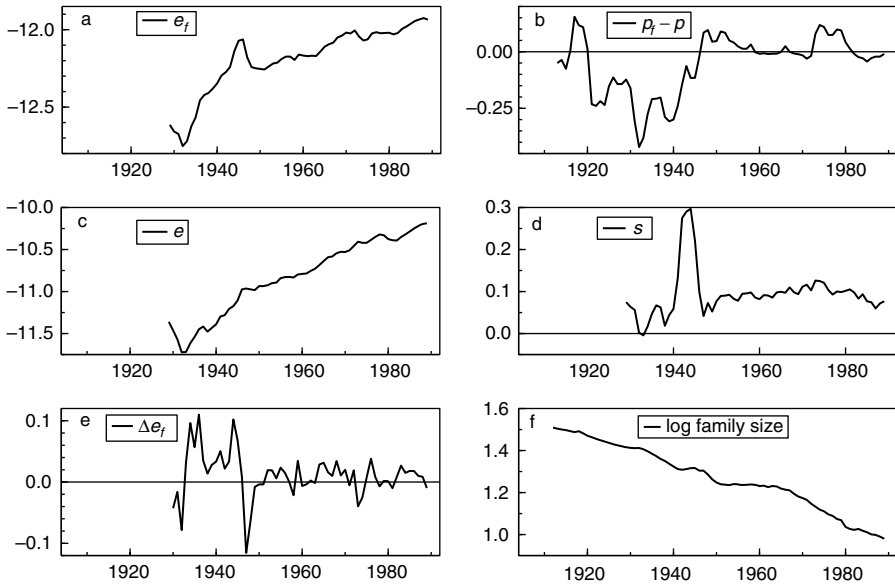 a
e_f
−12.0
−12.5
1920 1940 1960 1980
b
p_f − p
0.00
−0.25
1920 1940 1960 1980
c
e
−10.0
−10.5
−11.0
−11.5
1920 1940 1960 1980
d
s
0.3
0.2
0.1
0.0
1920 1940 1960 1980
e
Δe_f
0.1
0.0
−0.1
1920 1940 1960 1980
f
log family size
1.6
1.4
1.2
1.0
1920 1940 1960 1980